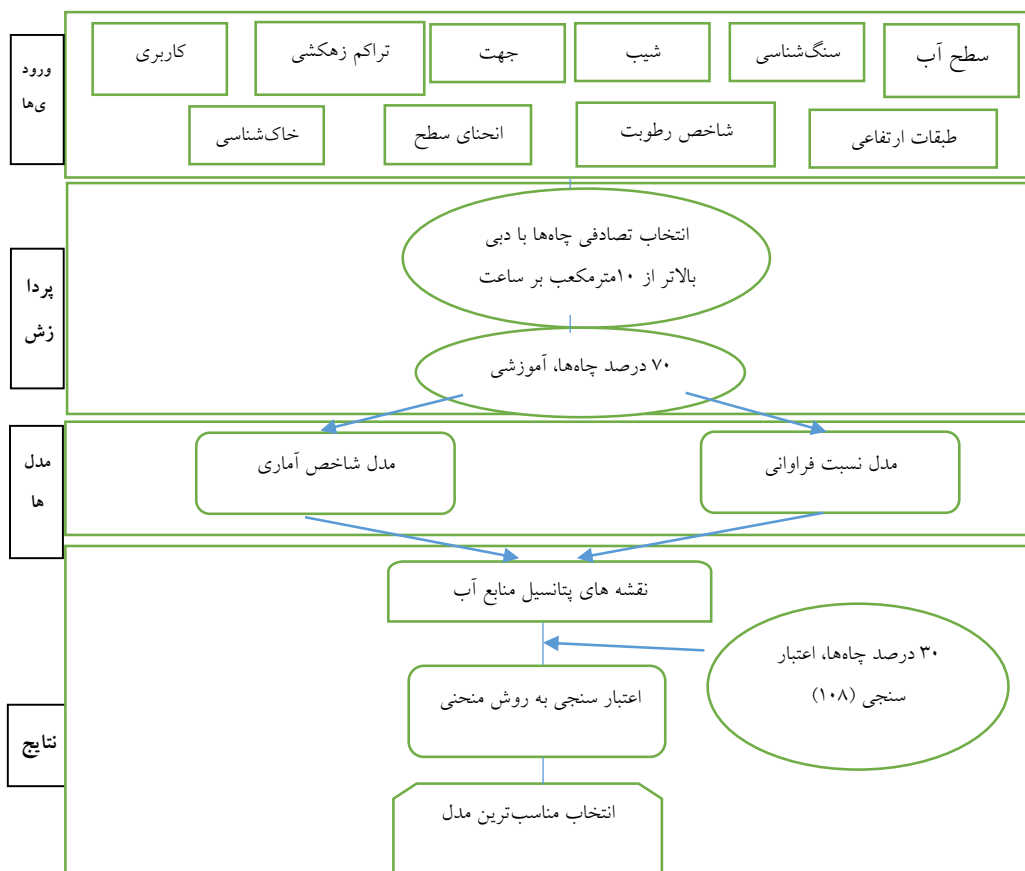 ورود
ی‌ها
سطح آب
سنگ‌شناسی
شیب
جهت
تراکم زهکشی
کاربری
طبقات ارتفاعی
شاخص رطوبت
انحنای سطح
خاک‌شناسی
پردا
زش
انتخاب تصادفی چاه‌ها با دبی
بالاتر از ۱۰مترمکعب بر ساعت
۷۰ درصد چاه‌ها، آموزشی
مدل
ها
مدل نسبت فراوانی
مدل شاخص آماری
نتایج
نقشه های پتانسیل منابع آب
۳۰ درصد چاه‌ها، اعتبار
سنجی (۱۰۸)
اعتبار سنجی به روش منحنی
انتخاب مناسب‌ترین مدل